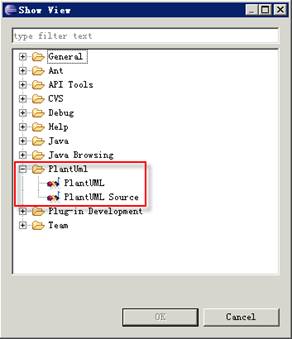 Show View
type filter text
General
Ant
API Tools
CVS
Debug
Help
Java
Java Browsing
PlantUml
PlantUML
PlantUML Source
Plug-in Development
Team
OK
Cancel